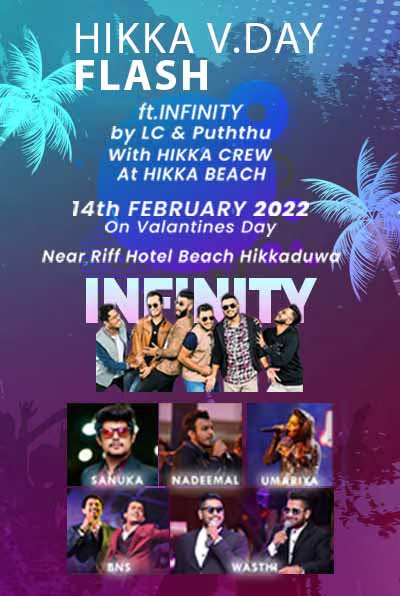 HIKKA V.DAY
FLASH
ft.INFINITY
by LC & Puththu
With HIKKA CREW
At HIKKA BEACH
14th FEBRUARY 2022
On Valantines Day
Near Riff Hotel Beach Hikkaduwa
INFINITY
SANUKA NADEEMAL UMARIYA
BNS WASTHI